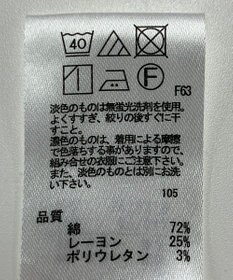 40
F
F63
淡色のものは無蛍光洗剤を使用。
よくすすぎ、絞りの後すぐに干
すこと。
濃色のものは、着用による摩擦
で色落ちする事がありますので、
組み合せの衣服にご注意下さい。
また、淡色のものとは別にお洗
い下さい。
105
品質
綿 72%
レーヨン 25%
ポリウレタン 3%